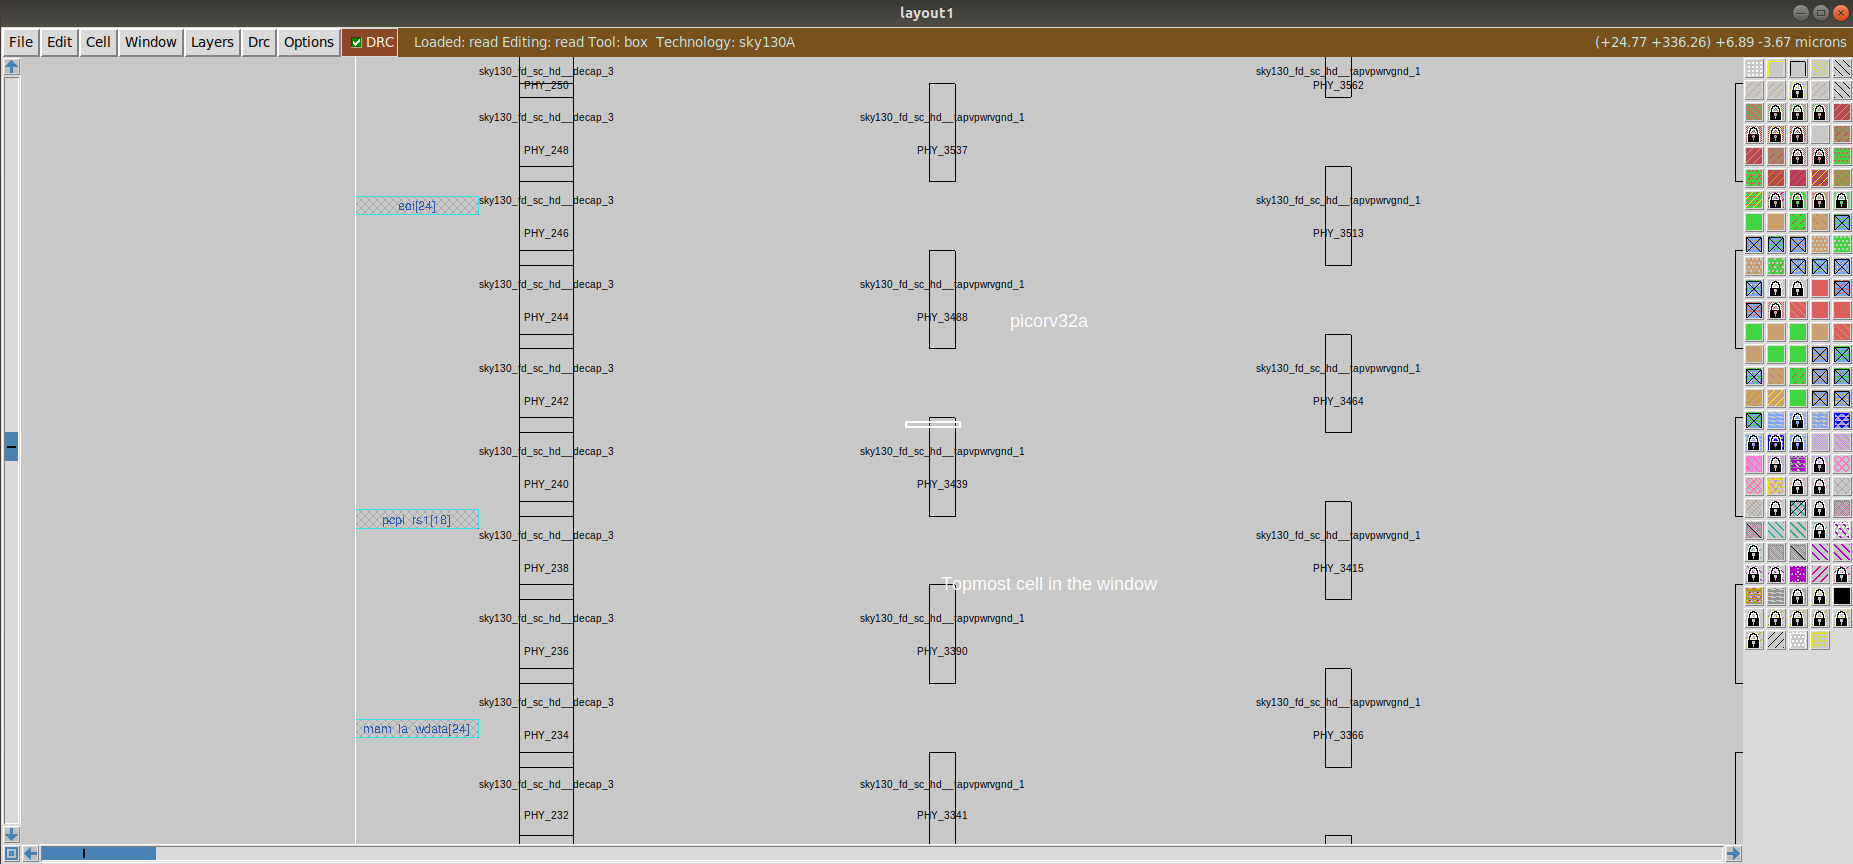 layout1
File Edit Cell Window Layers Drc Options DRC Loaded: read Editing: read Tool: box Technology: sky130A (+24.77 +336.26) +6.89 -3.67 microns
sky130_fd_sc_hd__decap_3 sky130_fd_sc_hd__tapvpwrvgnd_1
PHY_250 PHY_3562
sky130_fd_sc_hd__decap_3 sky130_fd_sc_hd__tapvpwrvgnd_1
PHY_248 PHY_3537
sky130_fd_sc_hd__decap_3 sky130_fd_sc_hd__tapvpwrvgnd_1
eoi[24]
PHY_246 PHY_3513
sky130_fd_sc_hd__decap_3 sky130_fd_sc_hd__tapvpwrvgnd_1
PHY_244 PHY_3488 picorv32a
sky130_fd_sc_hd__decap_3 sky130_fd_sc_hd__tapvpwrvgnd_1
PHY_242 PHY_3464
sky130_fd_sc_hd__decap_3 sky130_fd_sc_hd__tapvpwrvgnd_1
PHY_240 PHY_3439
pcpi_rs1[18]
sky130_fd_sc_hd__decap_3 sky130_fd_sc_hd__tapvpwrvgnd_1
PHY_238 PHY_3415
Topmost cell in the window
sky130_fd_sc_hd__decap_3 sky130_fd_sc_hd__tapvpwrvgnd_1
PHY_236 PHY_3390
sky130_fd_sc_hd__decap_3 sky130_fd_sc_hd__tapvpwrvgnd_1
mem_la_wdata[24]
PHY_234 PHY_3366
sky130_fd_sc_hd__decap_3 sky130_fd_sc_hd__tapvpwrvgnd_1
PHY_232 PHY_3341